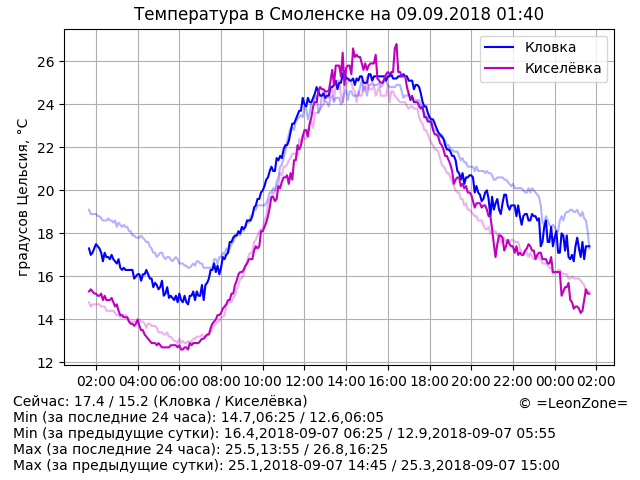 Температура в Смоленске на 09.09.2018 01:40
Кловка
Киселёвка
градусов Цельсия, °C
26
24
22
20
18
16
14
12
02:00 04:00 06:00 08:00 10:00 12:00 14:00 16:00 18:00 20:00 22:00 00:00 02:00
Сейчас: 17.4 / 15.2 (Кловка / Киселёвка)
© =LeonZone=
Min (за последние 24 часа): 14.7,06:25 / 12.6,06:05
Min (за предыдущие сутки): 16.4,2018-09-07 06:25 / 12.9,2018-09-07 05:55
Max (за последние 24 часа): 25.5,13:55 / 26.8,16:25
Max (за предыдущие сутки): 25.1,2018-09-07 14:45 / 25.3,2018-09-07 15:00